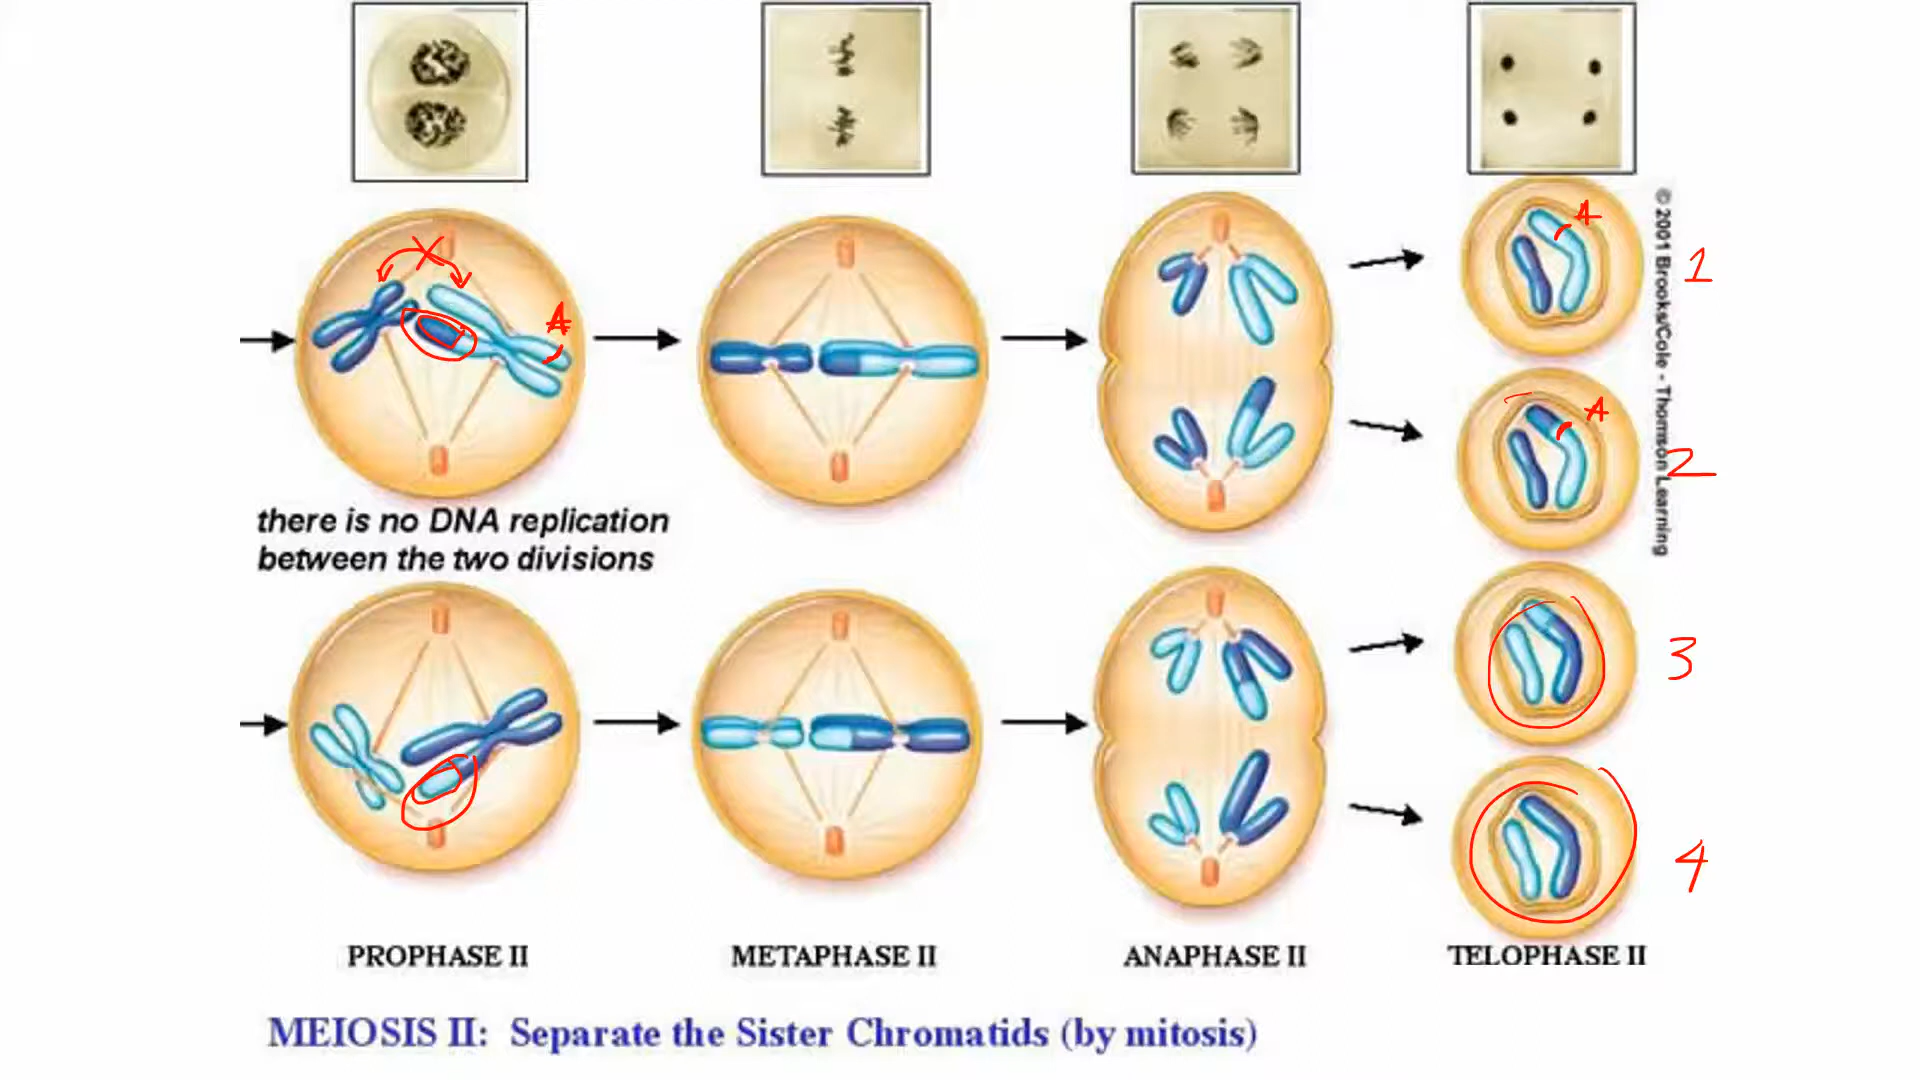 A
1
© 2001 Brooks/Cole - Thomson Learning
A
A
2
there is no DNA replication
between the two divisions
3
4
PROPHASE II
METAPHASE II
ANAPHASE II
TELOPHASE II
MEIOSIS II: Separate the Sister Chromatids (by mitosis)